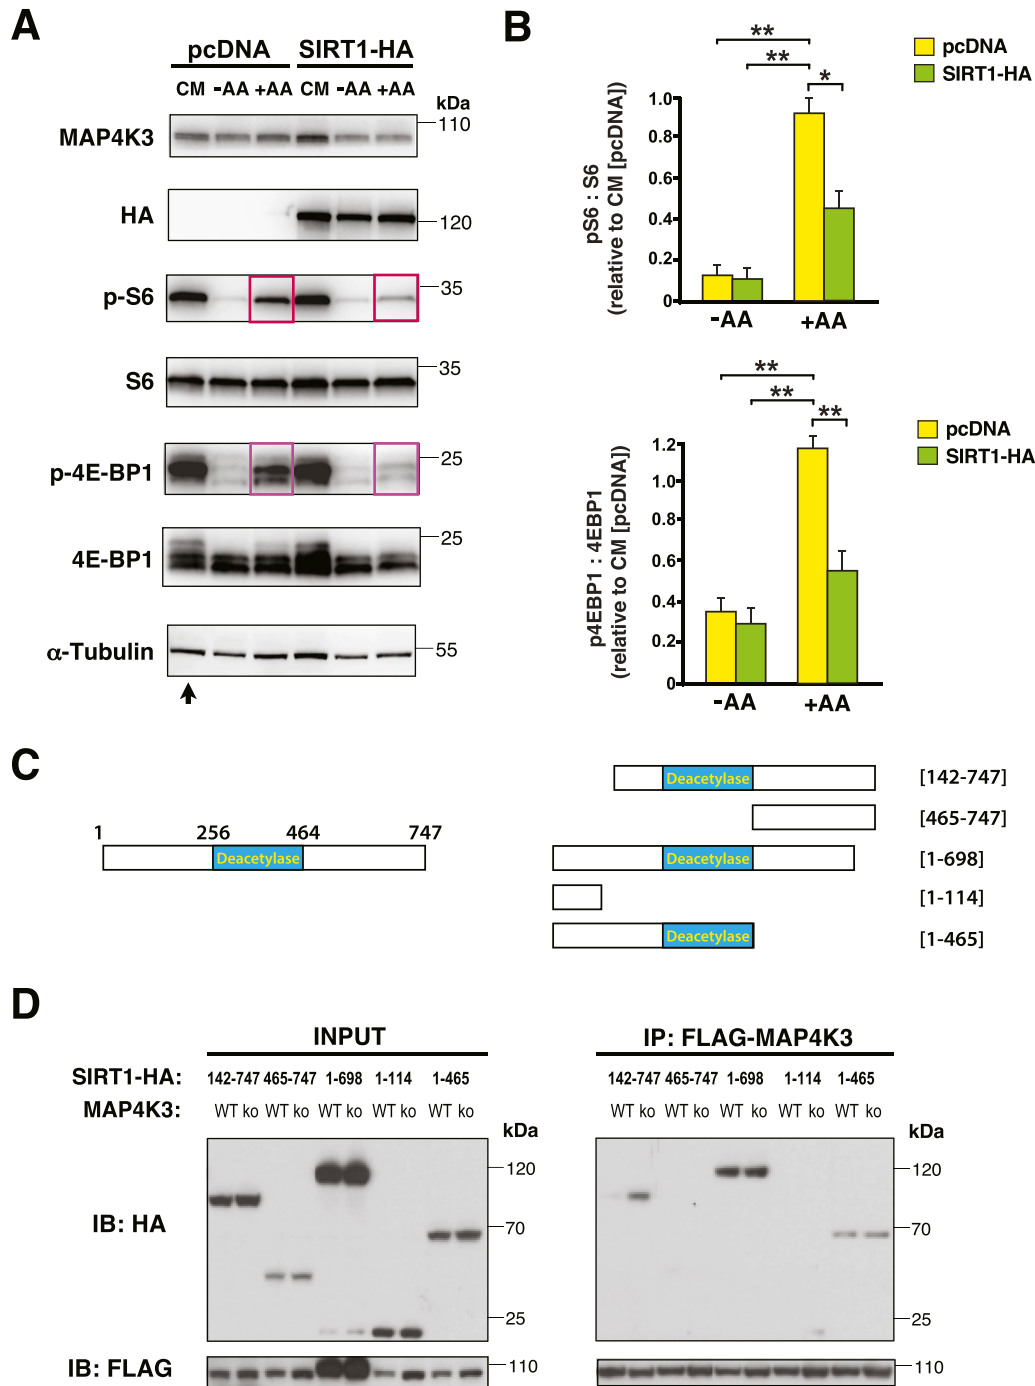 A
pcDNA SIRT1-HA
CM -AA +AA CM -AA +AA
kDa
MAP4K3
110
HA
120
p-S6
35
S6
35
p-4E-BP1
25
4E-BP1
25
α-Tubulin
55
B
pcDNA
SIRT1-HA
**
**
*
pS6 : S6
(relative to CM [pcDNA])
1.0
0.8
0.6
0.4
0.2
0
-AA +AA
pcDNA
SIRT1-HA
**
**
**
p4EBP1 : 4EBP1
(relative to CM [pcDNA])
1.2
1.0
0.8
0.6
0.4
0.2
0
-AA +AA
C
1 256 464 747
Deacetylase
Deacetylase [142-747]
[465-747]
Deacetylase [1-698]
[1-114]
Deacetylase [1-465]
D
INPUT
SIRT1-HA: 142-747 465-747 1-698 1-114 1-465
MAP4K3: WT ko WT ko WT ko WT ko WT ko
kDa
IB: HA
120
70
25
IB: FLAG
110
IP: FLAG-MAP4K3
142-747 465-747 1-698 1-114 1-465
WT ko WT ko WT ko WT ko WT ko
kDa
120
70
25
110